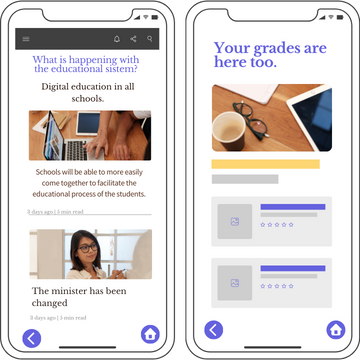 What is happening with
the educational sistem?
Digital education in all
schools.
Schools will be able to more easily
come together to facilitate the
educational process of the students.
3 days ago | 3 min read
The minister has been
changed
3 days ago | 5 min read
Your grades are
here too.